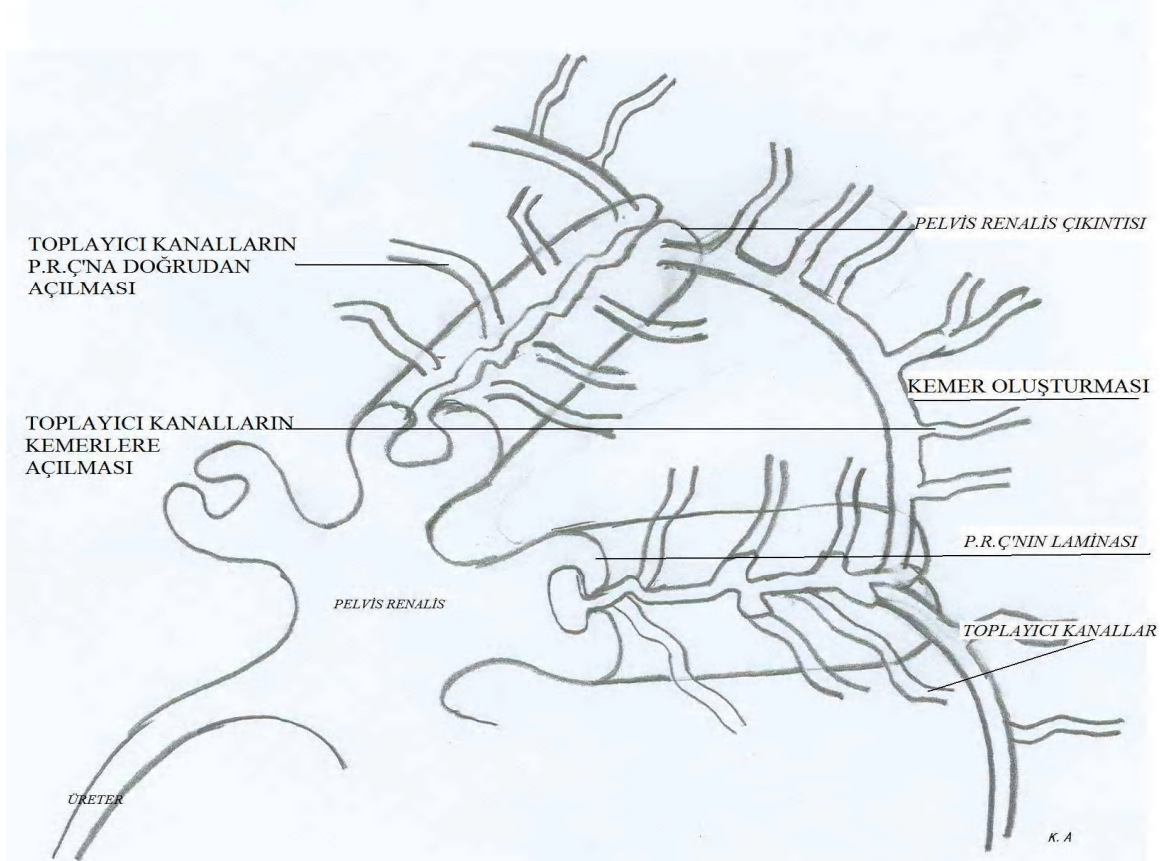 PELVİS RENALİS ÇIKINTISI
TOPLAYICI KANALLARIN
P.R.Ç'NA DOĞRUDAN
AÇILMASI
KEMER OLUŞTURMASI
TOPLAYICI KANALLARIN
KEMERLERE
AÇILMASI
P.R.Ç'NIN LAMİNASI
PELVİS RENALİS
TOPLAYICI KANALLAR
ÜRETER
K. A